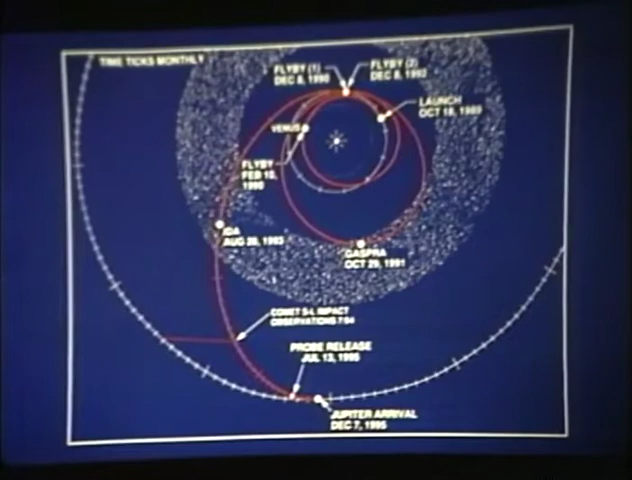 TIME TICKS MONTHLY
FLYBY (1)
DEC 8, 1990
FLYBY (2)
DEC 8, 1992
LAUNCH
OCT 18, 1989
VENUS
FLYBY
FEB 10,
1990
IDA
AUG 28, 1993
GASPRA
OCT 29, 1991
COMET S-L IMPACT
OBSERVATIONS 7/94
PROBE RELEASE
JUL 13, 1995
JUPITER ARRIVAL
DEC 7, 1995